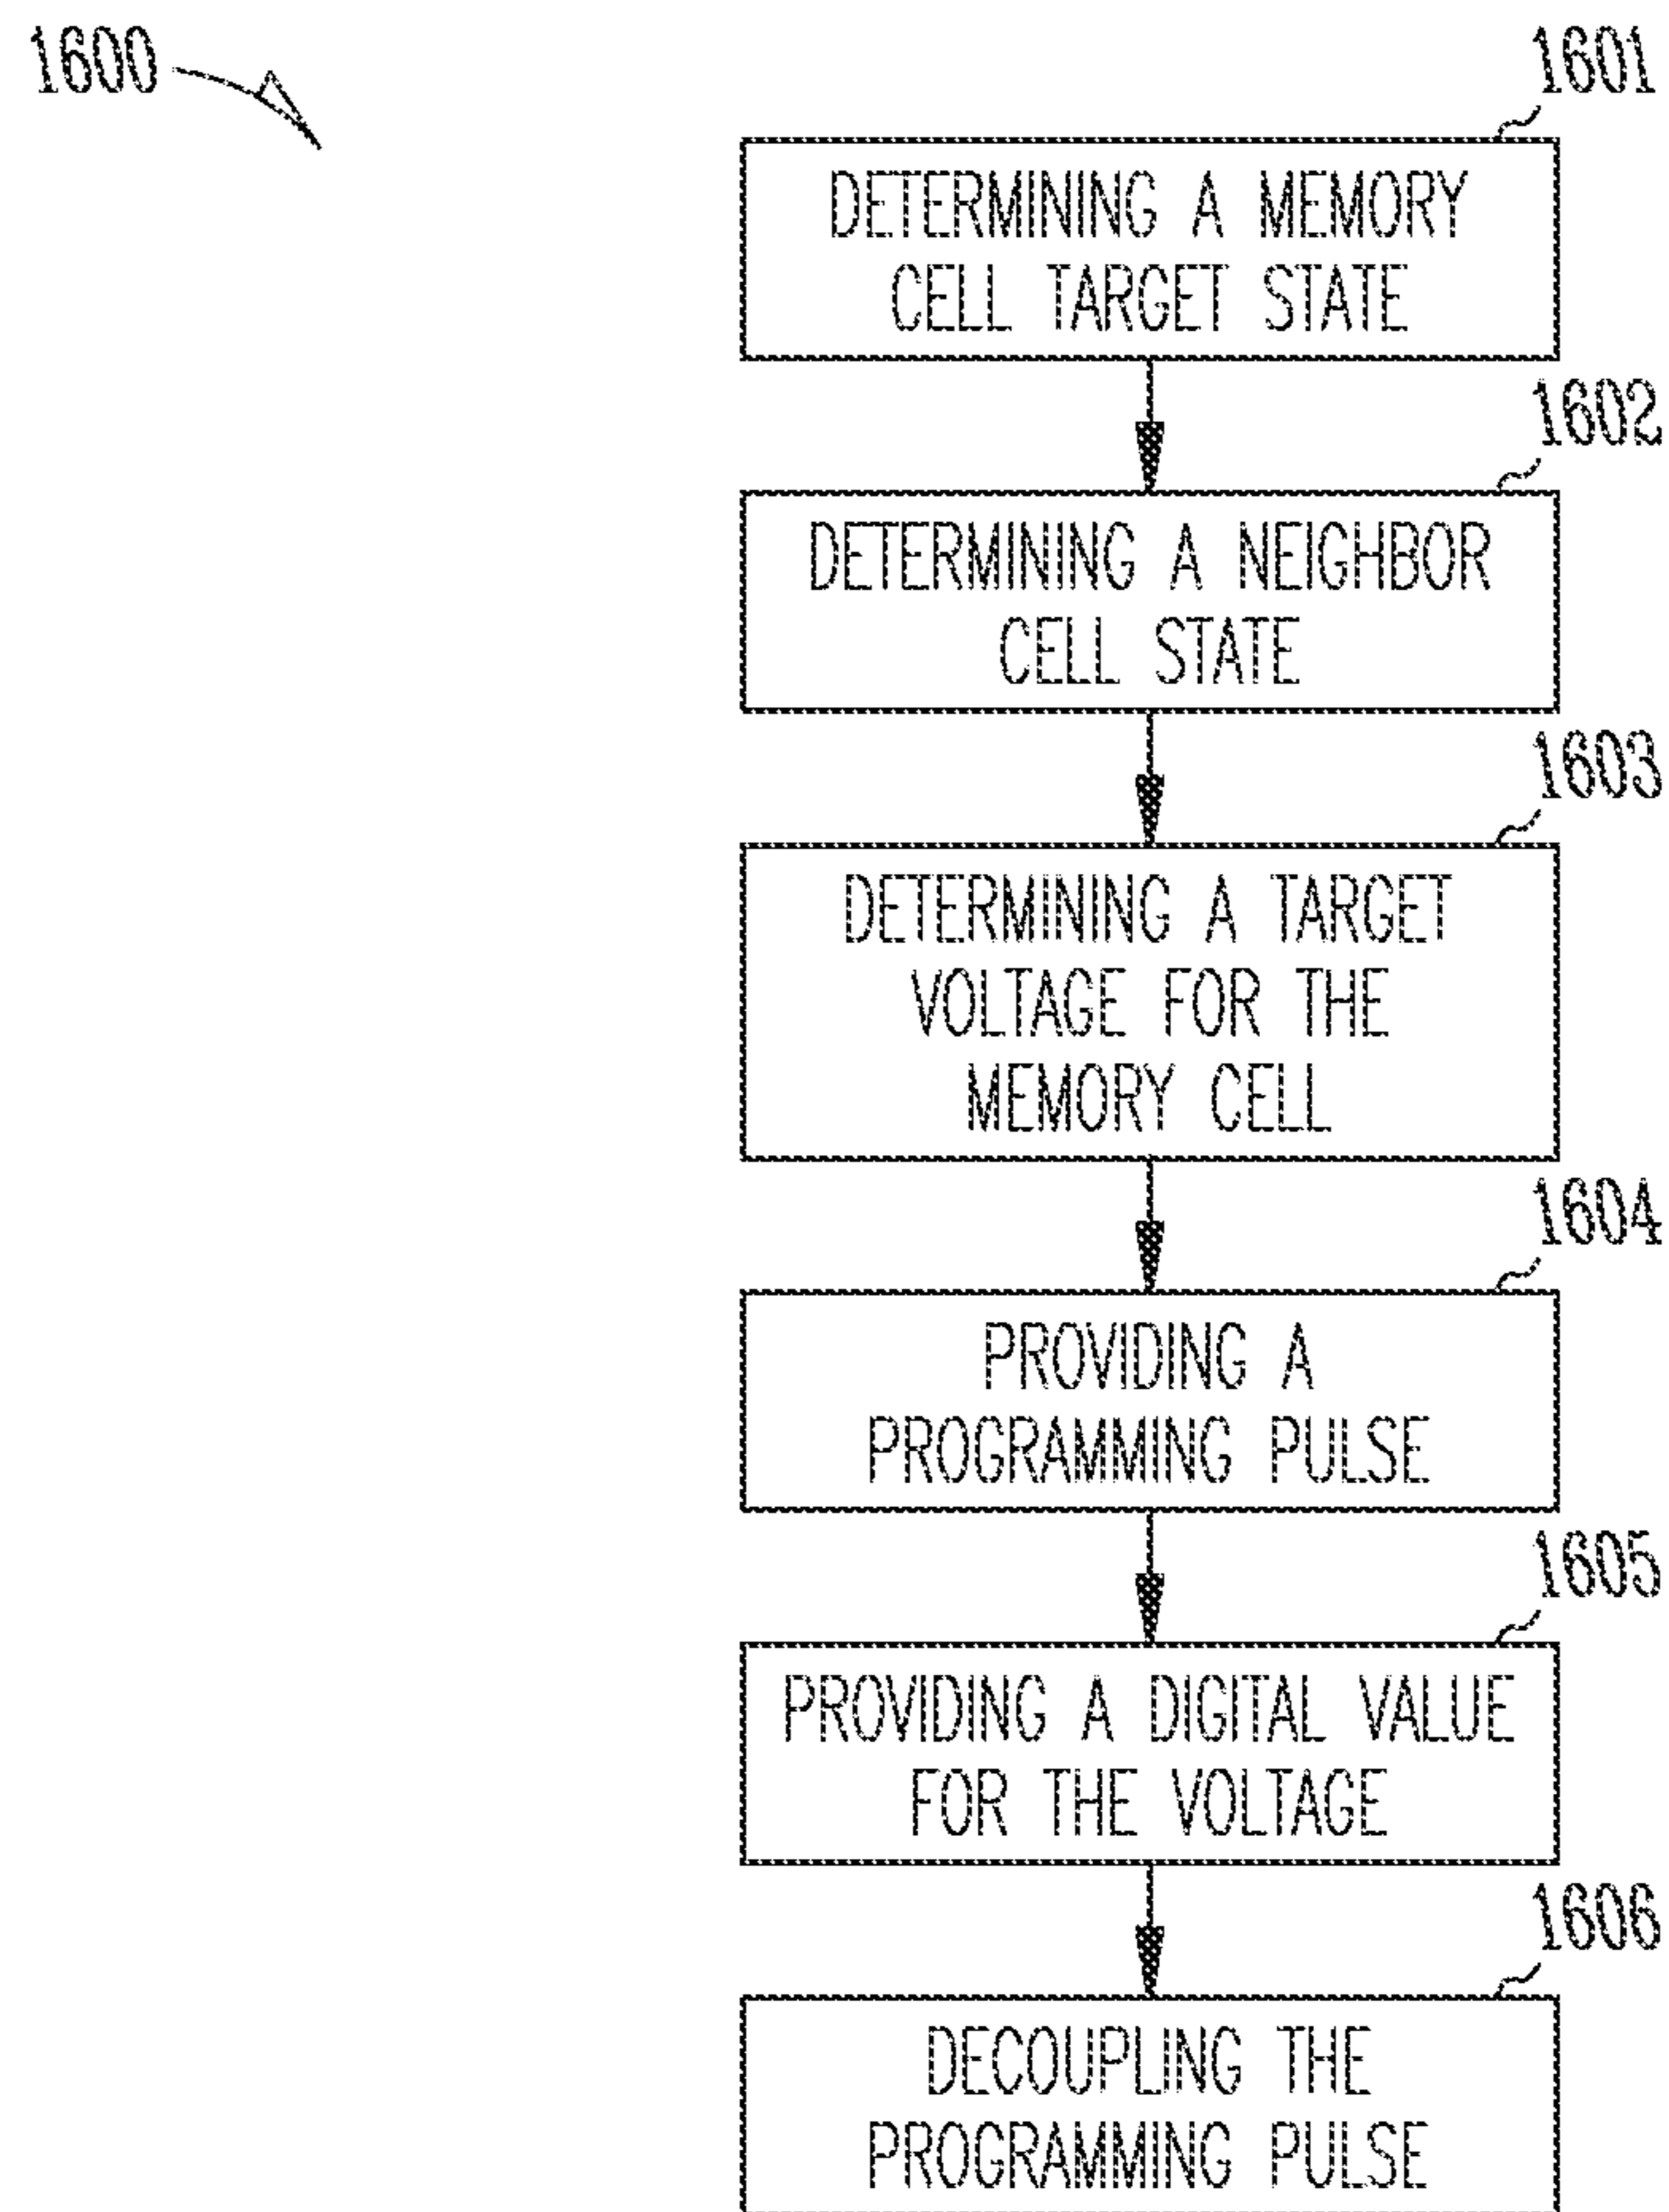 1600
1601
DETERMINING A MEMORY
CELL TARGET STATE
1602
DETERMINING A NEIGHBOR
CELL STATE
1603
DETERMINING A TARGET
VOLTAGE FOR THE
MEMORY CELL
1604
PROVIDING A
PROGRAMMING PULSE
1605
PROVIDING A DIGITAL VALUE
FOR THE VOLTAGE
1606
DECOUPLING THE
PROGRAMMING PULSE